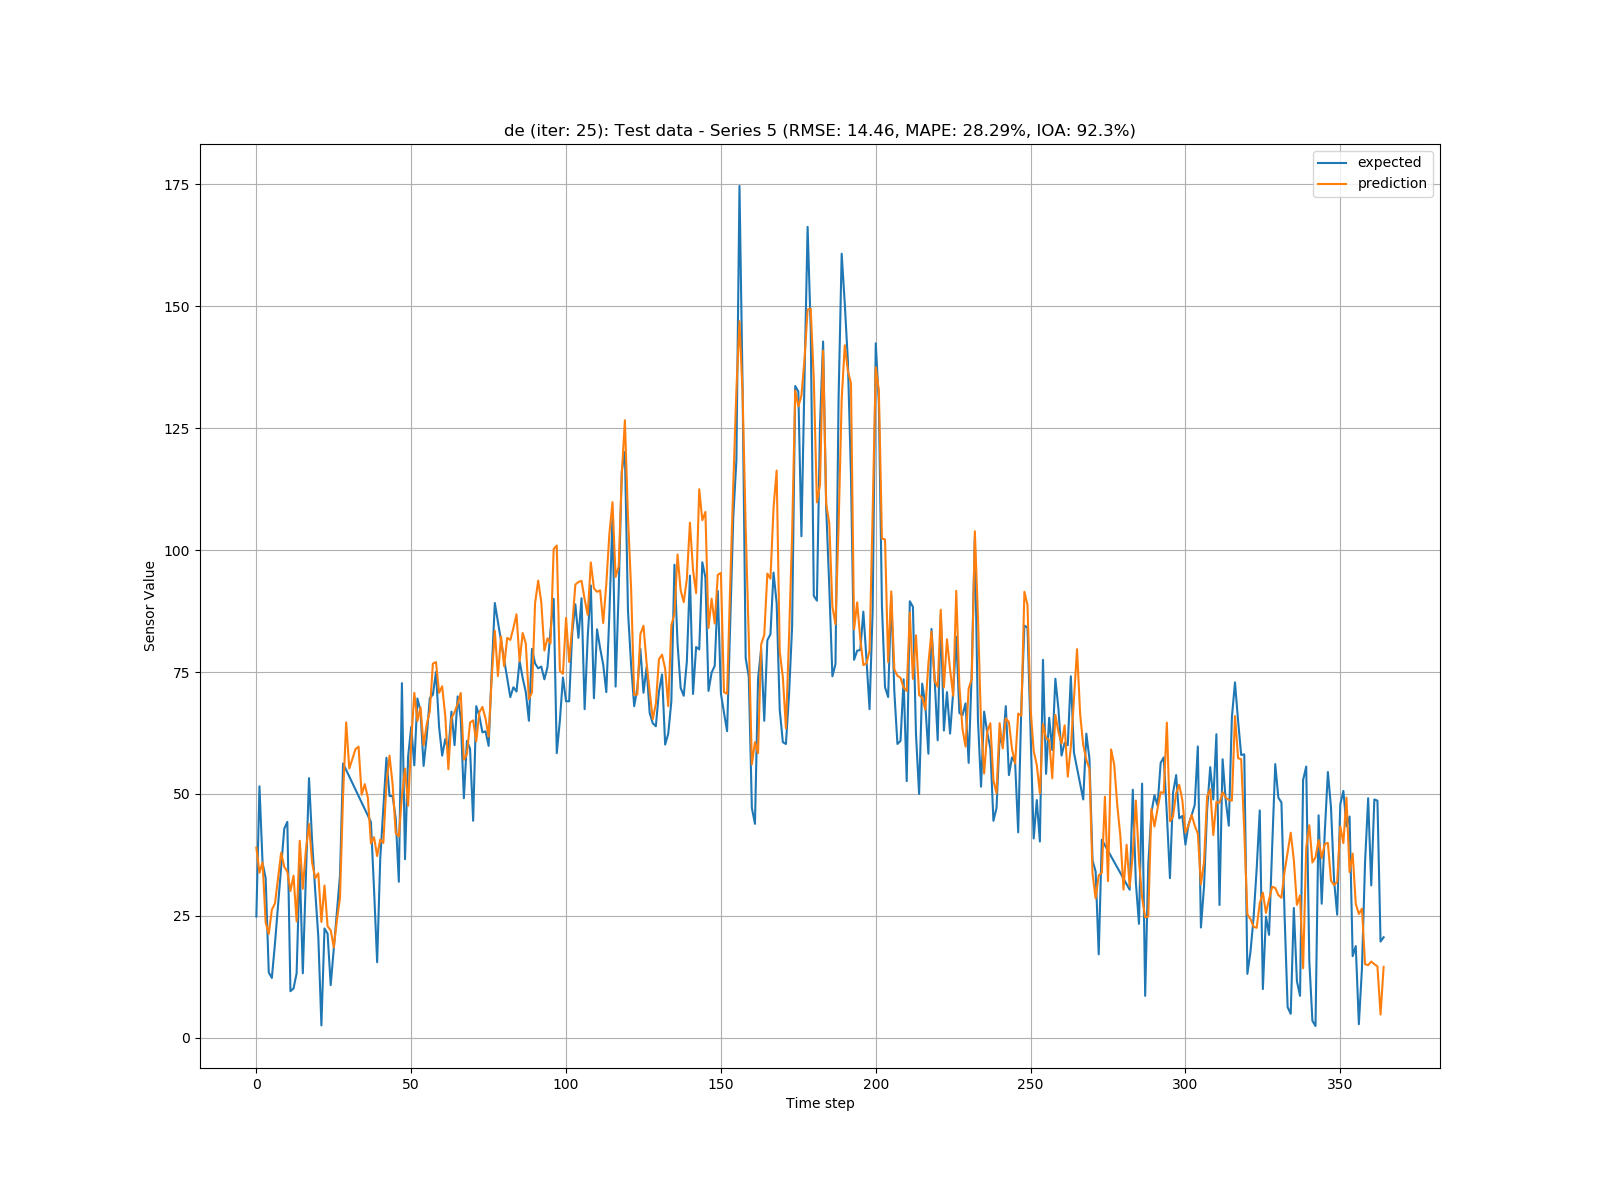 de (iter: 25): Test data - Series 5 (RMSE: 14.46, MAPE: 28.29%, IOA: 92.3%)
expected
prediction
175
150
125
100
75
50
25
0
Sensor Value
0 50 100 150 200 250 300 350
Time step